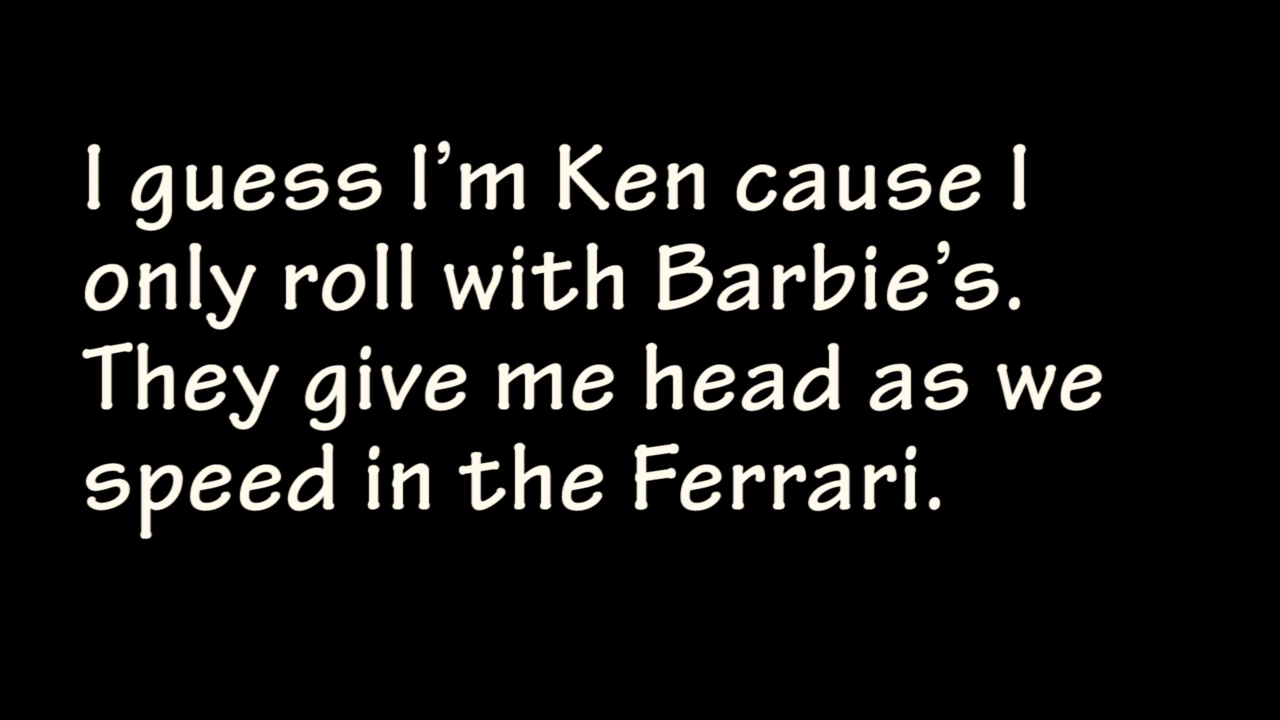 I guess I’m Ken cause I
only roll with Barbie’s.
They give me head as we
speed in the Ferrari.